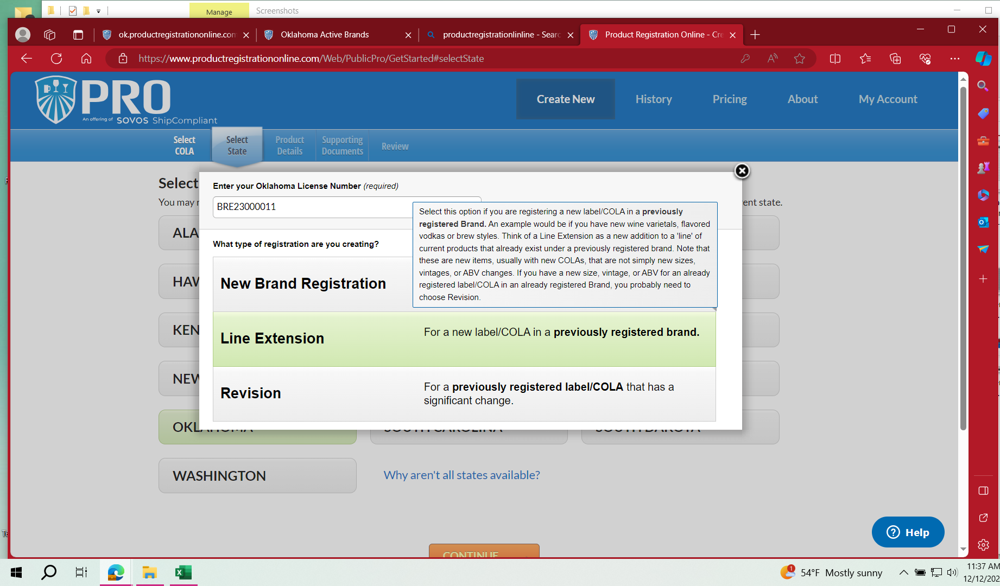 Manage
Screenshots
ok.productregistrationonline.com
Oklahoma Active Brands
productregistrationlinline - Searc
Product Registration Online - Cre
https://www.productregistrationonline.com/Web/PublicPro/GetStarted#selectState
PRO
An offering of SOVOS ShipCompliant
Create New
History
Pricing
About
My Account
Select
COLA
Select
State
Product
Details
Supporting
Documents
Review
Select
You may
ent state.
Enter your Oklahoma License Number (required)
BRE23000011
Select this option if you are registering a new label/COLA in a previously
registered Brand. An example would be if you have new wine varietals, flavored
vodkas or brew styles. Think of a Line Extension as a new addition to a 'line' of
current products that already exist under a previously registered brand. Note that
these are new items, usually with new COLAs, that are not simply new sizes,
vintages, or ABV changes. If you have a new size, vintage, or ABV for an already
registered label/COLA in an already registered Brand, you probably need to
choose Revision.
What type of registration are you creating?
New Brand Registration
Line Extension
For a new label/COLA in a previously registered brand.
Revision
For a previously registered label/COLA that has a
significant change.
ALA
HAW
KEN
NEW
OKLAHOMA
SOUTH CAROLINA
SOUTH DAKOTA
WASHINGTON
Why aren't all states available?
CONTINUE
Help
1
54°F Mostly sunny
11:37 AM
12/12/202